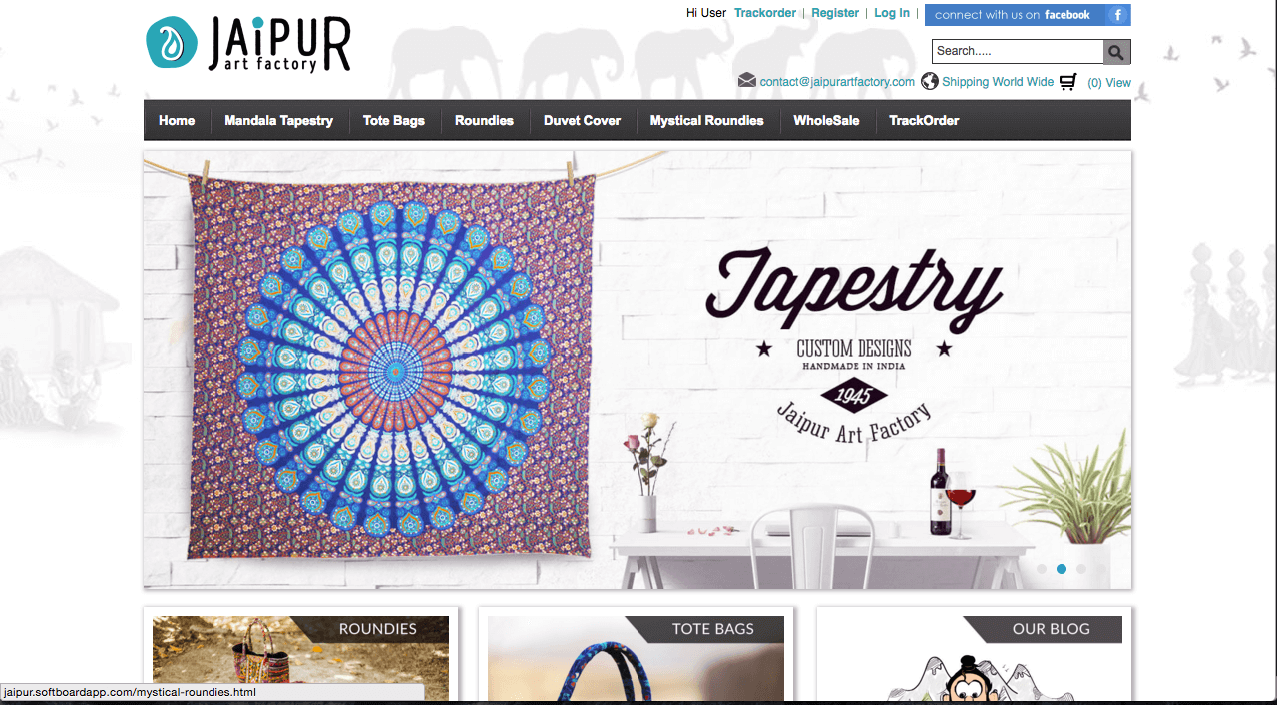 Hi User Trackorder | Register | Log In |
connect with us on facebook f
JAiPUR
art factory
Search.....
contact@jaipurartfactory.com Shipping World Wide (0) View
Home Mandala Tapestry Tote Bags Roundies Duvet Cover Mystical Roundies WholeSale TrackOrder
Tapestry
CUSTOM DESIGNS
HANDMADE IN INDIA
1945
Jaipur Art Factory
ROUNDIES
TOTE BAGS
OUR BLOG
jaipur.softboardapp.com/mystical-roundies.html